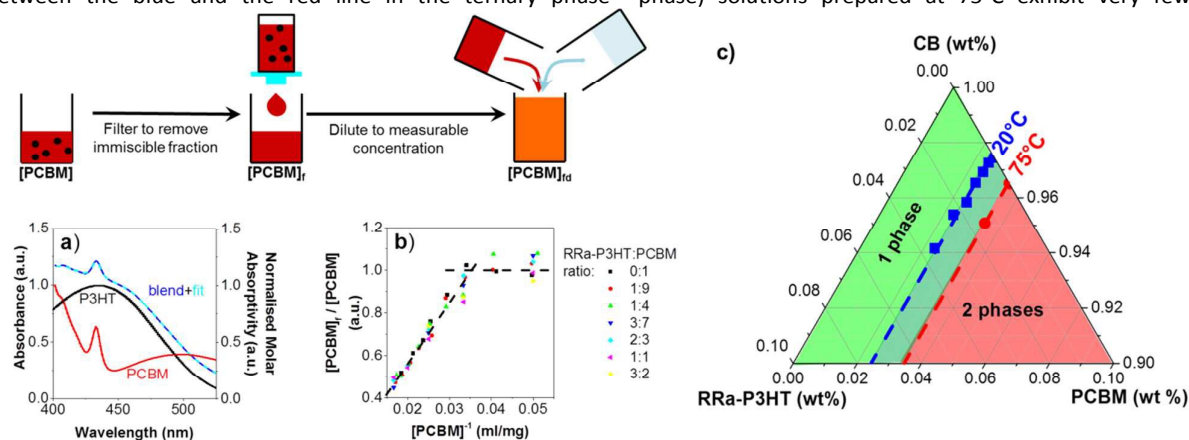 between the blue and the red line in the ternary phase phase) solutions prepared at 75°C exhibit very few
Filter to remove
immiscible fraction
Dilute to measurable
concentration
[PCBM]
[PCBM]f
[PCBM]fd
a)
Absorbance (a.u.)
1.5
1.0
0.5
0.0
P3HT
blend+fit
PCBM
1.5
1.0
0.5
0.0
Normalised Molar
Absorptivity (a.u.)
400 450 500
Wavelength (nm)
b)
[PCBM]f / [PCBM]
(a.u.)
1.2
1.0
0.8
0.6
0.4
0.02 0.03 0.04 0.05
[PCBM]-1 (ml/mg)
RRa-P3HT:PCBM
ratio:
0:1
1:9
1:4
3:7
2:3
1:1
3:2
c)
CB (wt%)
0.00
1.00
0.02
20°C
75°C
0.04
0.96
1 phase
0.06
0.94
0.08
2 phases
0.92
0.10
0.90
0.00 0.02 0.04 0.06 0.08 0.10
RRa-P3HT (wt%)
PCBM (wt %)